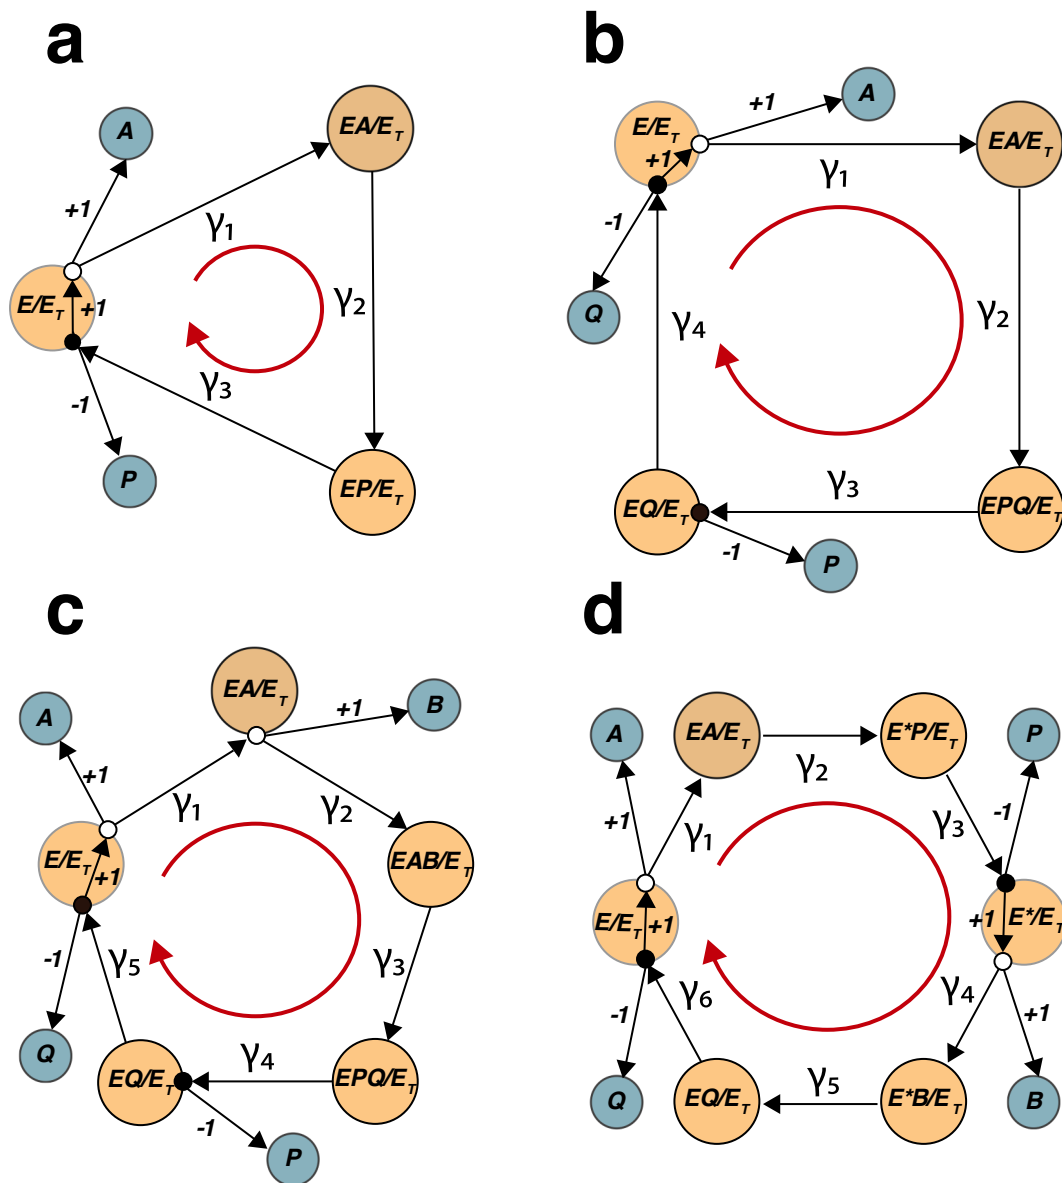 a
A
EA/E_T
+1
γ1
E/E_T
+1
γ2
γ3
-1
P
EP/E_T
b
A
+1
E/E_T
EA/E_T
+1
γ1
-1
Q
γ4
γ2
γ3
EQ/E_T
EPQ/E_T
-1
P
c
EA/E_T
A
B
+1
+1
γ1
γ2
E/E_T
+1
EAB/E_T
-1
γ5
γ3
Q
γ4
EQ/E_T
EPQ/E_T
-1
P
d
A
EA/E_T
E*P/E_T
P
γ2
+1
γ1
γ3
-1
E/E_T
+1
+1
E*/E_T
γ6
γ4
-1
+1
γ5
Q
EQ/E_T
E*B/E_T
B